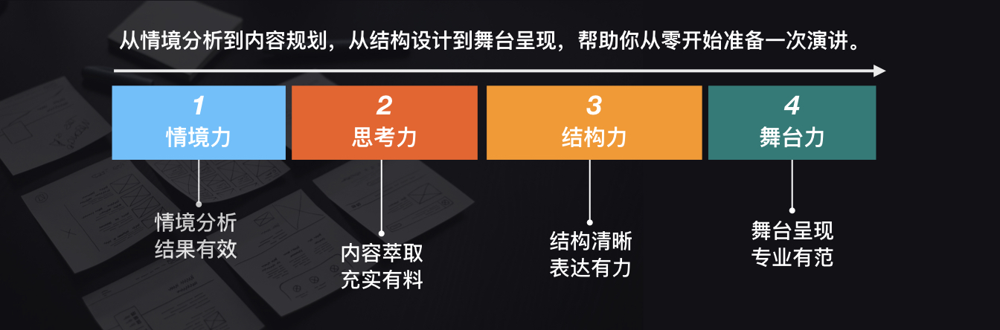 从情境分析到内容规划，从结构设计到舞台呈现，帮助你从零开始准备一次演讲。
1
情境力
2
思考力
3
结构力
4
舞台力
情境分析
结果有效
内容萃取
充实有料
结构清晰
表达有力
舞台呈现
专业有范